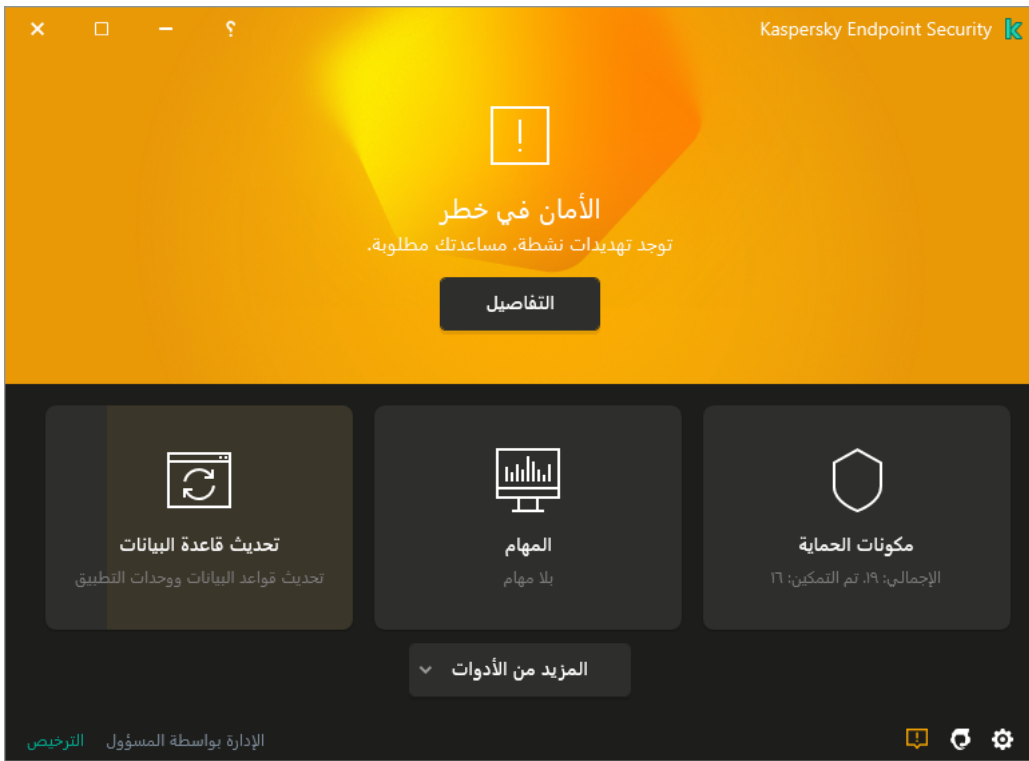 Kaspersky Endpoint Security
؟
!
الأمان في خطر
توجد تهديدات نشطة. مساعدتك مطلوبة.
التفاصيل
مكونات الحماية
الإجمالي: ١٩. تم التمكين: ١٦
المهام
بلا مهام
تحديث قاعدة البيانات
تحديث قواعد البيانات ووحدات التطبيق
المزيد من الأدوات
الإدارة بواسطة المسؤول
الترخيص